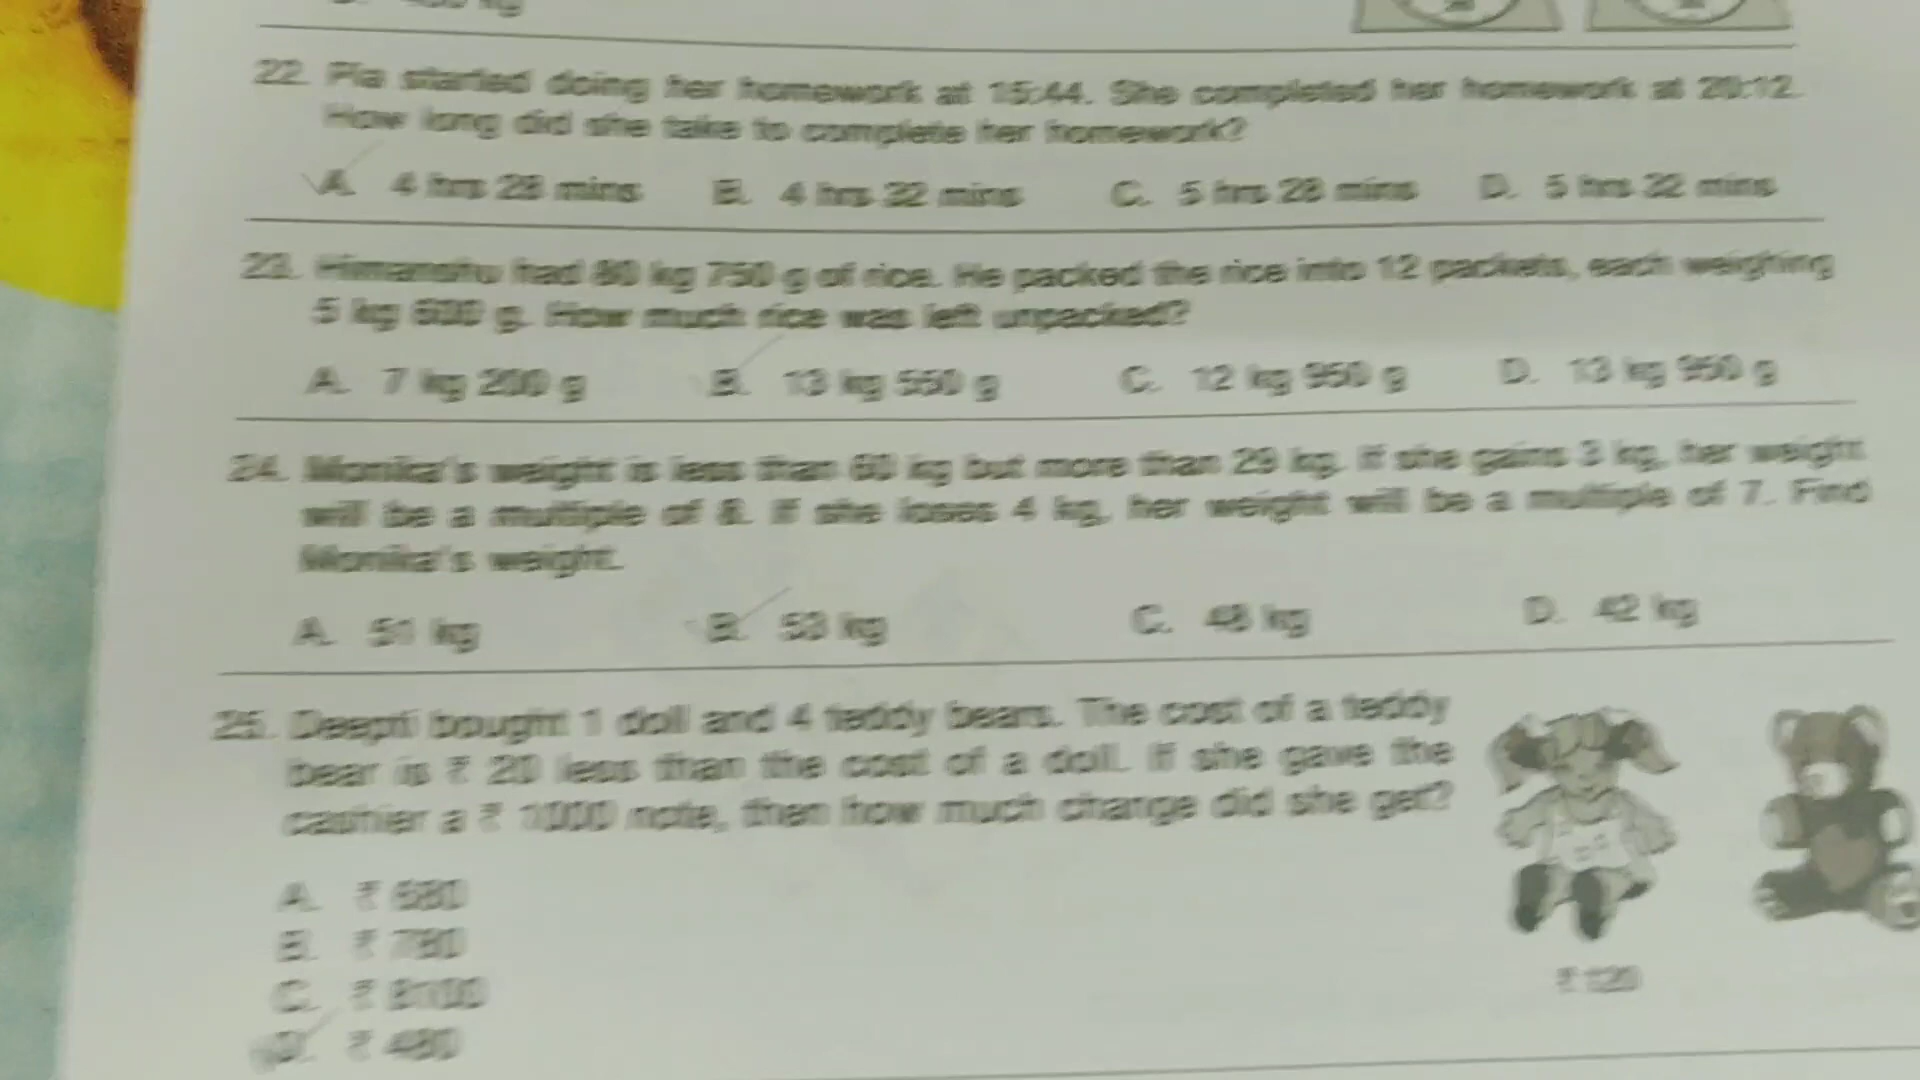 22. Pia started doing her homework at 15:44. She completed her homework at 20:12.
How long did she take to complete her homework?
A. 4 hrs 28 mins B. 4 hrs 32 mins C. 5 hrs 28 mins D. 5 hrs 32 mins
23. Himanshu had 80 kg 750 g of rice. He packed the rice into 12 packets, each weighing
5 kg 600 g. How much rice was left unpacked?
A. 7 kg 200 g B. 13 kg 550 g C. 12 kg 950 g D. 13 kg 950 g
24. Monika's weight is less than 60 kg but more than 29 kg. If she gains 3 kg, her weight
will be a multiple of 8. If she loses 4 kg, her weight will be a multiple of 7. Find
Monika's weight.
A. 51 kg B. 53 kg C. 48 kg D. 42 kg
25. Deepti bought 1 doll and 4 teddy bears. The cost of a teddy
bear is ₹ 20 less than the cost of a doll. If she gave the
cashier a ₹ 1000 note, then how much change did she get?
A. ₹ 680
B. ₹ 780
C. ₹
D. ₹ 480
₹ 120